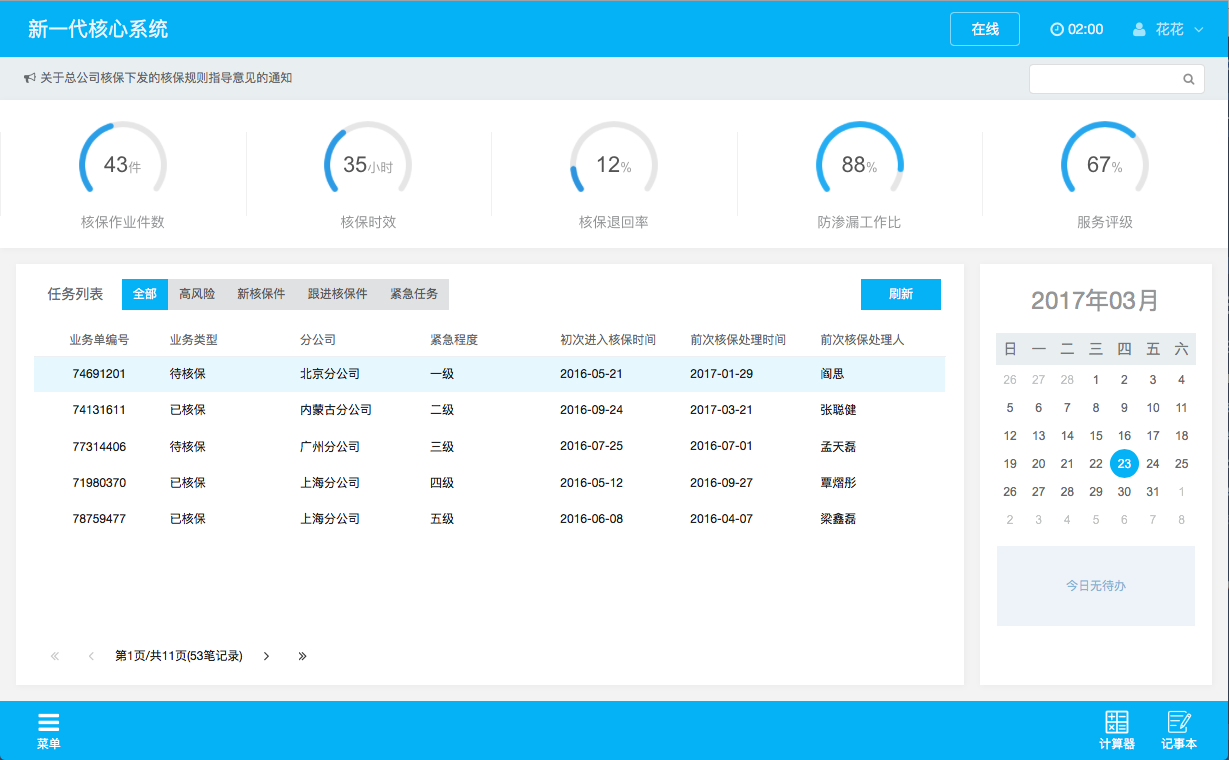 新一代核心系统
在线
02:00
花花
关于总公司核保下发的核保规则指导意见的通知
43件
35小时
12%
88%
67%
核保作业件数
核保时效
核保退回率
防渗漏工作比
服务评级
任务列表 全部 高风险 新核保件 跟进核保件 紧急任务 刷新
业务单编号 业务类型 分公司 紧急程度 初次进入核保时间 前次核保处理时间 前次核保处理人
74691201 待核保 北京分公司 一级 2016-05-21 2017-01-29 阎思
74131611 已核保 内蒙古分公司 二级 2016-09-24 2017-03-21 张聪健
77314406 待核保 广州分公司 三级 2016-07-25 2016-07-01 孟天磊
71980370 已核保 上海分公司 四级 2016-05-12 2016-09-27 覃熠彤
78759477 已核保 上海分公司 五级 2016-06-08 2016-04-07 梁鑫磊
« ‹ 第1页/共11页(53笔记录) › »
2017年03月
日 一 二 三 四 五 六
26 27 28 1 2 3 4
5 6 7 8 9 10 11
12 13 14 15 16 17 18
19 20 21 22 23 24 25
26 27 28 29 30 31 1
2 3 4 5 6 7 8
今日无待办
菜单
计算器
记事本